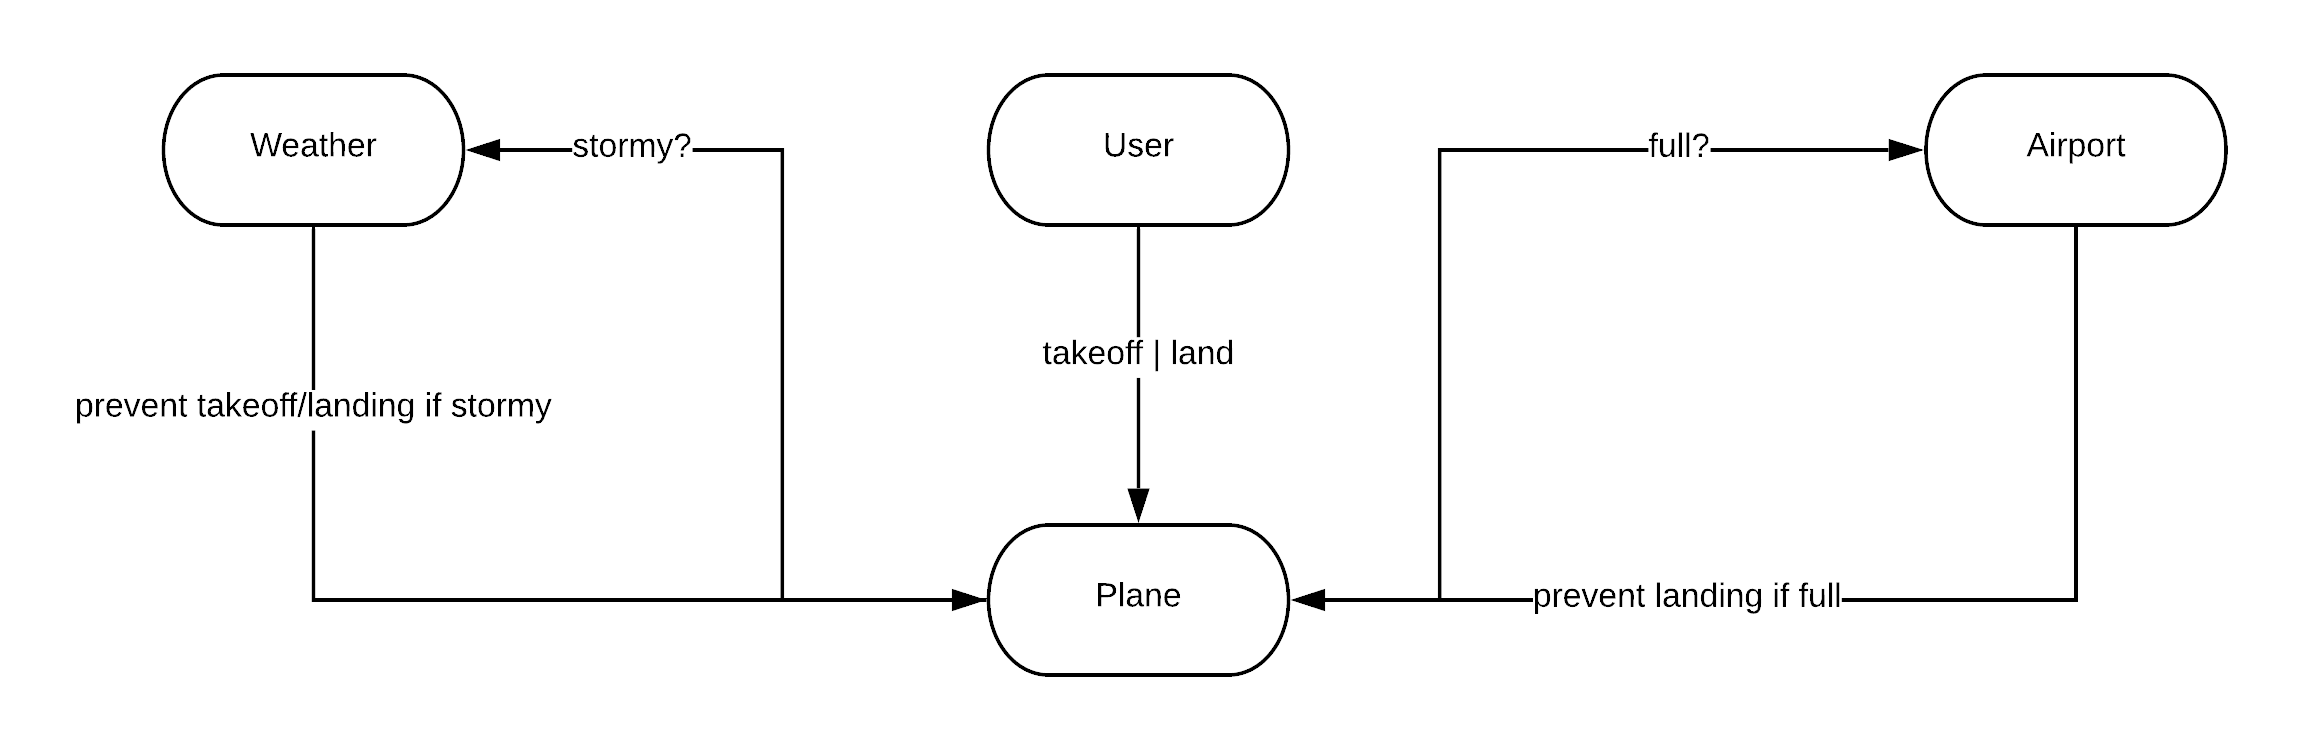 Weather
stormy?
User
full?
Airport
takeoff | land
prevent takeoff/landing if stormy
Plane
prevent landing if full